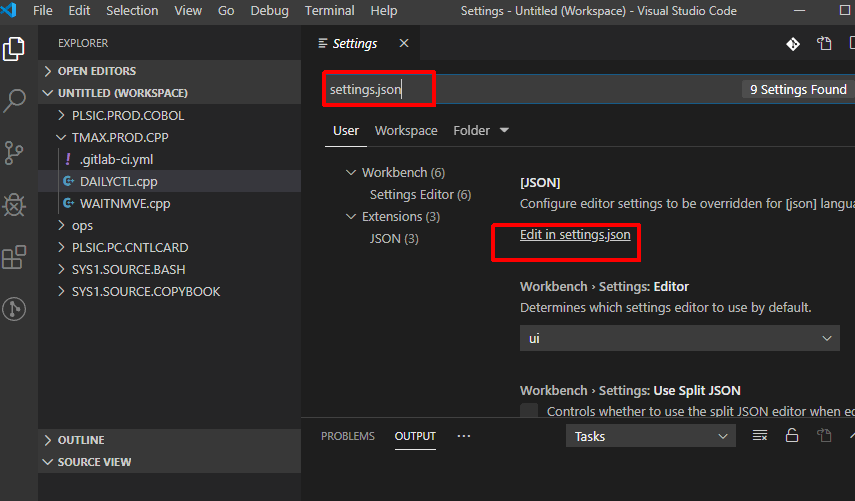 File Edit Selection View Go Debug Terminal Help Settings - Untitled (Workspace) - Visual Studio Code
EXPLORER
OPEN EDITORS
UNTITLED (WORKSPACE)
PLSIC.PROD.COBOL
TMAX.PROD.CPP
! .gitlab-ci.yml
DAILYCTL.cpp
WAITNMVE.cpp
ops
PLSIC.PC.CNTLCARD
SYS1.SOURCE.BASH
SYS1.SOURCE.COPYBOOK
OUTLINE
SOURCE VIEW
Settings
settings.json
9 Settings Found
User Workspace Folder
Workbench (6)
Settings Editor (6)
Extensions (3)
JSON (3)
[JSON]
Configure editor settings to be overridden for [json]
Edit in settings.json
Workbench › Settings: Editor
Determines which settings editor to use by default.
ui
Workbench › Settings: Use Split JSON
Controls whether to use the split JSON editor when
PROBLEMS OUTPUT ··· Tasks